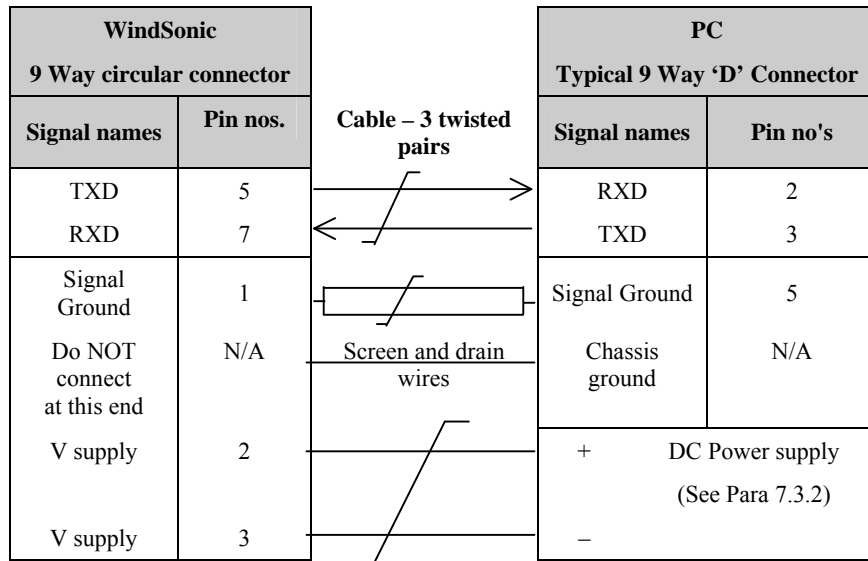 WindSonic
9 Way circular connector
PC
Typical 9 Way ‘D’ Connector
Signal names
Pin nos.
Cable – 3 twisted
pairs
Signal names
Pin no's
TXD
5
RXD
2
RXD
7
TXD
3
Signal
Ground
1
Signal Ground
5
Do NOT
connect
at this end
N/A
Screen and drain
wires
Chassis
ground
N/A
V supply
2
+ DC Power supply
(See Para 7.3.2)
V supply
3
–